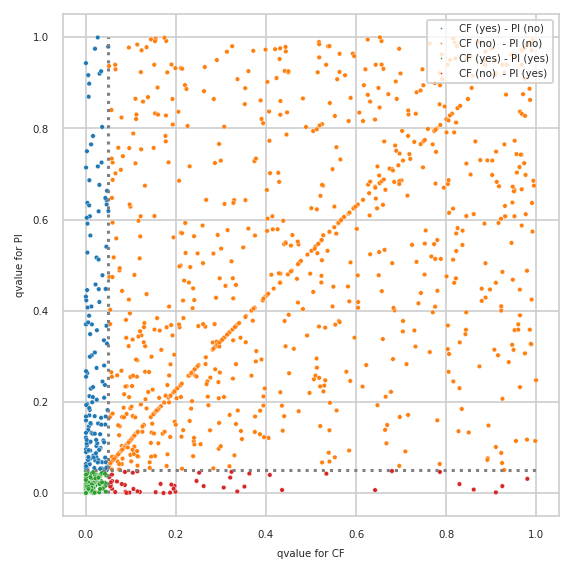 CF (yes) - PI (no)
CF (no)  - PI (no)
CF (yes) - PI (yes)
CF (no)  - PI (yes)
1.0
0.8
0.6
0.4
0.2
0.0
qvalue for PI
0.0 0.2 0.4 0.6 0.8 1.0
qvalue for CF